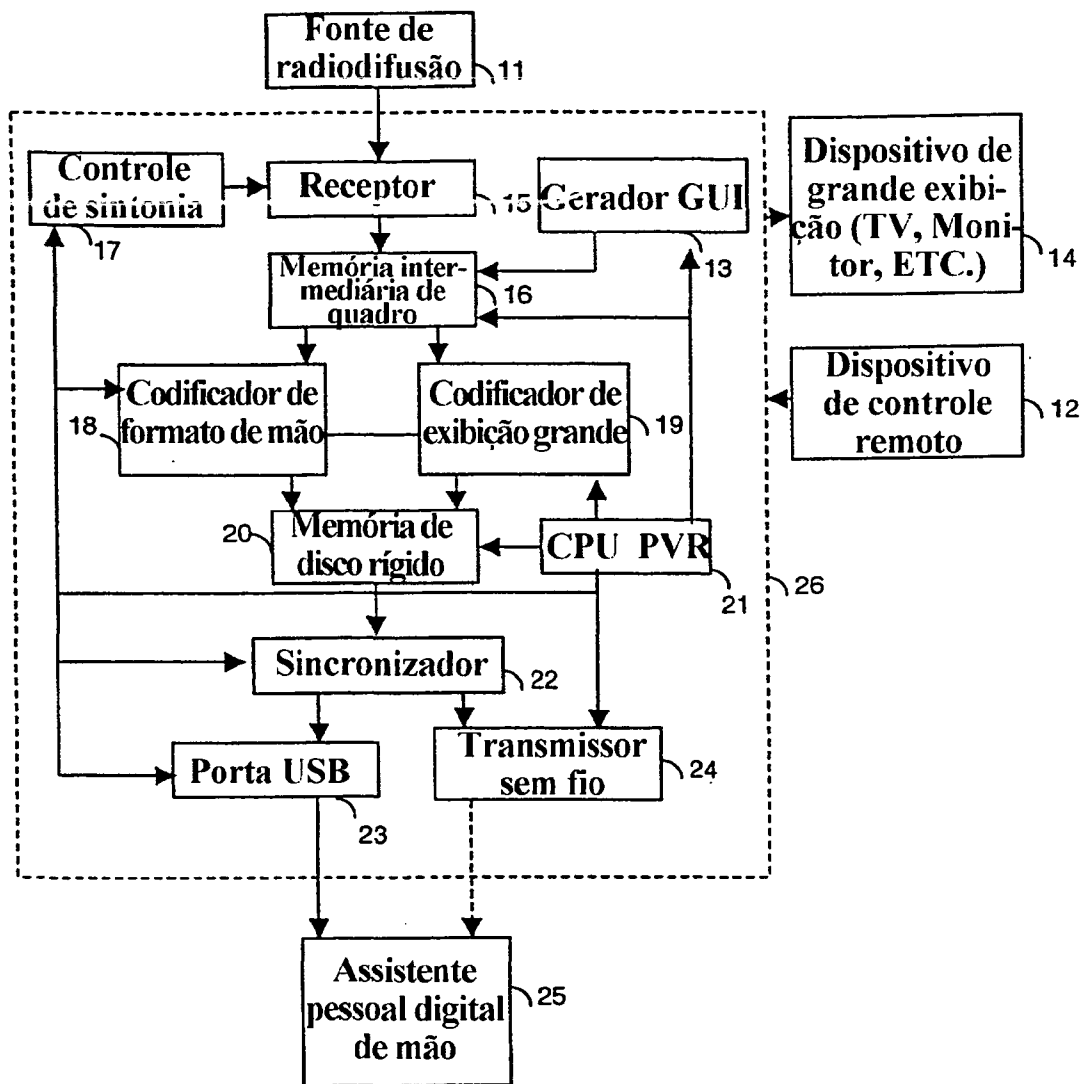 Fonte de
radiodifusão
11
Controle
de sintonia
17
Receptor
15
Gerador GUI
13
Dispositivo de
grande exibi-
ção (TV, Moni-
tor, ETC.)
14
Memória inter-
mediária de
quadro
16
Dispositivo
de controle
remoto
12
Codificador de
formato de mão
18
Codificador de
exibição grande
19
Memória de
disco rígido
20
CPU PVR
21
26
Sincronizador
22
Porta USB
23
Transmissor
sem fio
24
Assistente
pessoal digital
de mão
25